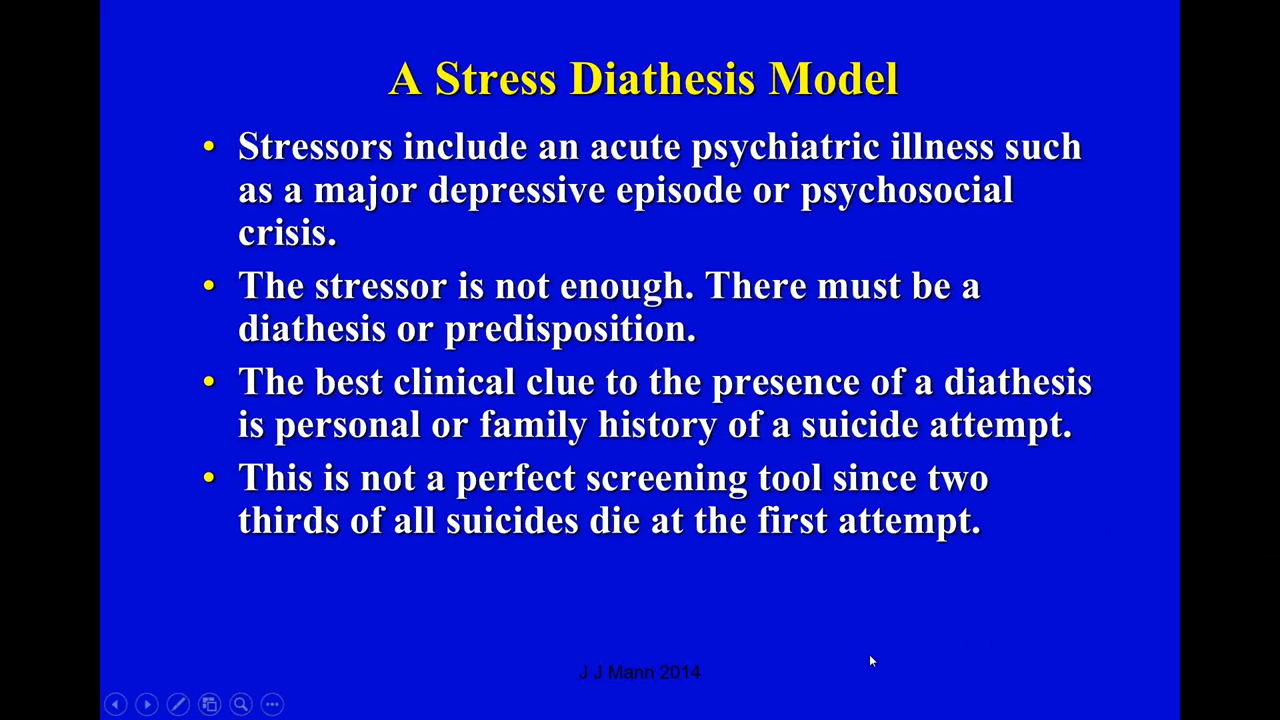 A Stress Diathesis Model
• Stressors include an acute psychiatric illness such
as a major depressive episode or psychosocial
crisis.
• The stressor is not enough. There must be a
diathesis or predisposition.
• The best clinical clue to the presence of a diathesis
is personal or family history of a suicide attempt.
• This is not a perfect screening tool since two
thirds of all suicides die at the first attempt.
J J Mann 2014